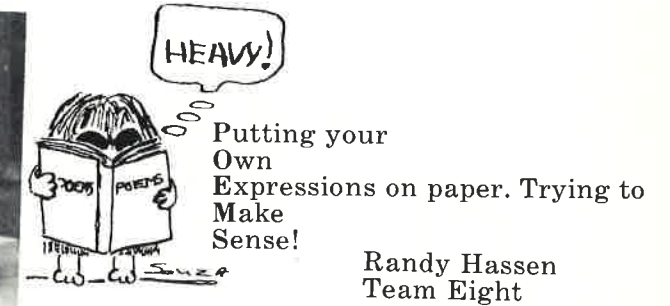 HEAVY!
POEMS POEMS
Souza
Putting your
Own
Expressions on paper. Trying to
Make
Sense!
Randy Hassen
Team Eight